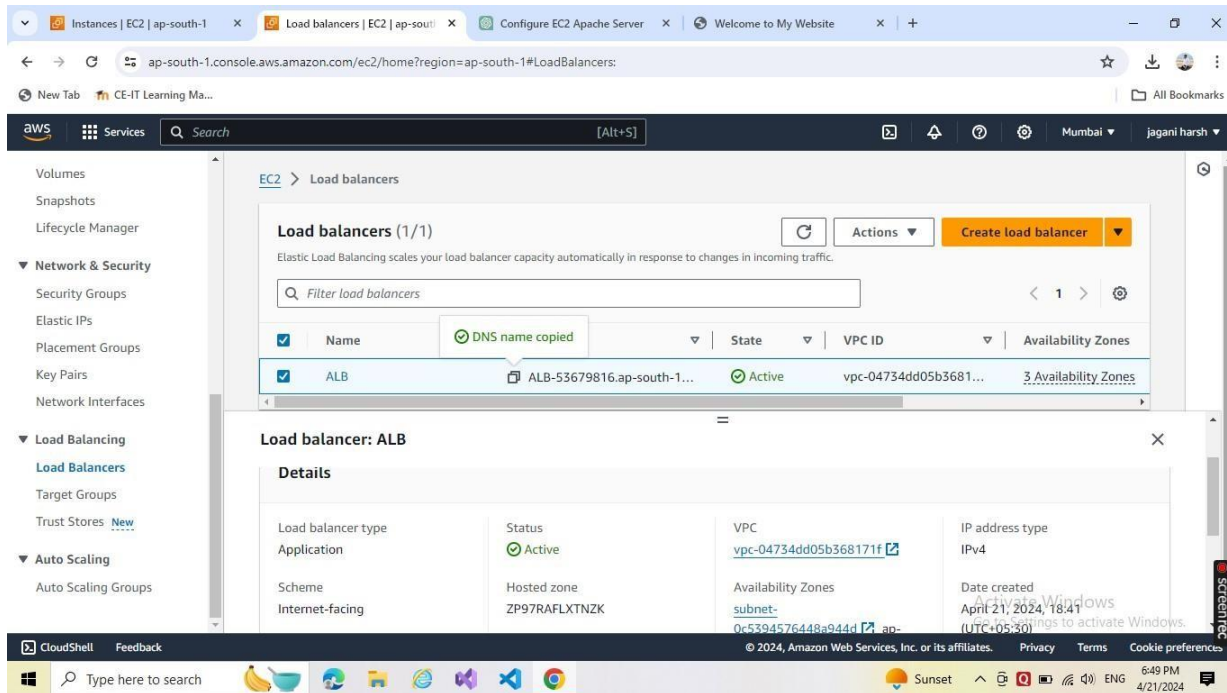 Instances | EC2 | ap-south-1
Load balancers | EC2 | ap-sout
Configure EC2 Apache Server
Welcome to My Website
ap-south-1.console.aws.amazon.com/ec2/home?region=ap-south-1#LoadBalancers:
New Tab
CE-IT Learning Ma...
All Bookmarks
aws
Services
Search
[Alt+S]
Mumbai
jagani harsh
Volumes
Snapshots
Lifecycle Manager
Network & Security
Security Groups
Elastic IPs
Placement Groups
Key Pairs
Network Interfaces
Load Balancing
Load Balancers
Target Groups
Trust Stores New
Auto Scaling
Auto Scaling Groups
EC2 > Load balancers
Load balancers (1/1)
Actions
Create load balancer
Elastic Load Balancing scales your load balancer capacity automatically in response to changes in incoming traffic.
Filter load balancers
1
DNS name copied
Name
State
VPC ID
Availability Zones
ALB
ALB-53679816.ap-south-1...
Active
vpc-04734dd05b3681...
3 Availability Zones
Load balancer: ALB
Details
Load balancer type
Application
Status
Active
VPC
vpc-04734dd05b368171f
IP address type
IPv4
Scheme
Internet-facing
Hosted zone
ZP97RAFLXTNZK
Availability Zones
subnet-
0c5394576448a944d ap-
Date created
April 21, 2024, 18:41
(UTC+05:30)
Activate Windows
Go to Settings to activate Windows.
screenrec
CloudShell
Feedback
© 2024, Amazon Web Services, Inc. or its affiliates.
Privacy
Terms
Cookie preferences
Type here to search
Sunset
ENG
6:49 PM
4/21/2024